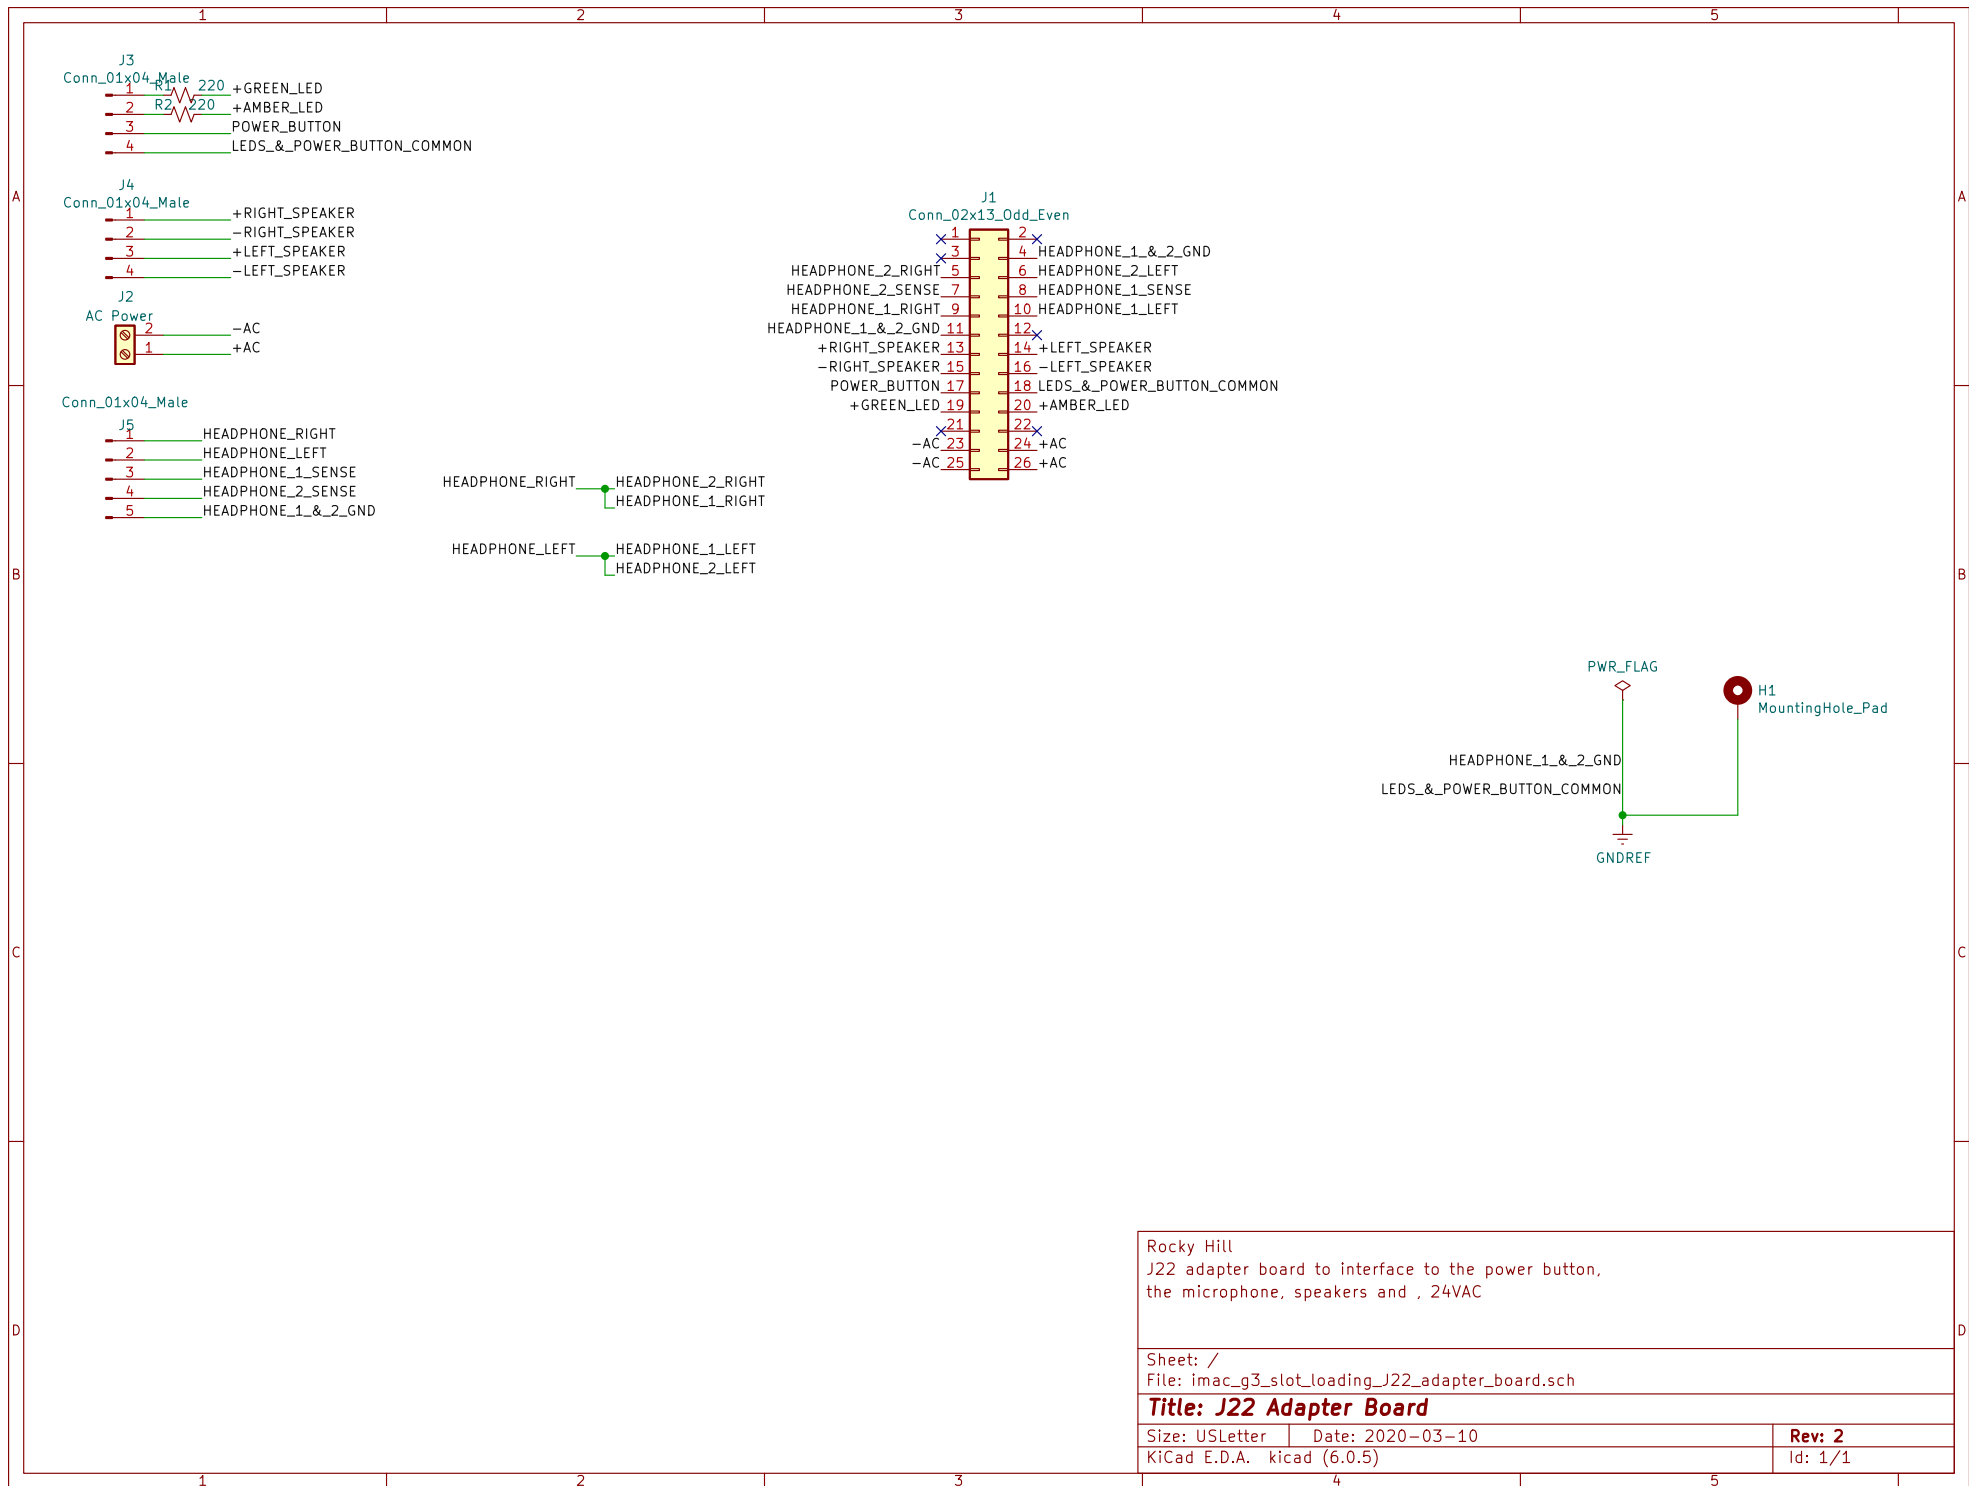 1 2 3 4 5
J3
Conn_01x04_Male
1 R1 220 +GREEN_LED
2 R2 220 +AMBER_LED
3 POWER_BUTTON
4 LEDS_&_POWER_BUTTON_COMMON
A A
J4
Conn_01x04_Male
1 +RIGHT_SPEAKER
2 -RIGHT_SPEAKER
3 +LEFT_SPEAKER
4 -LEFT_SPEAKER
J2
AC Power
2 -AC
1 +AC
Conn_01x04_Male
J5
1 HEADPHONE_RIGHT
2 HEADPHONE_LEFT
3 HEADPHONE_1_SENSE
4 HEADPHONE_2_SENSE
5 HEADPHONE_1_&_2_GND
HEADPHONE_RIGHT HEADPHONE_2_RIGHT
HEADPHONE_1_RIGHT
HEADPHONE_LEFT HEADPHONE_1_LEFT
HEADPHONE_2_LEFT
J1
Conn_02x13_Odd_Even
1 2
3 4 HEADPHONE_1_&_2_GND
HEADPHONE_2_RIGHT 5 6 HEADPHONE_2_LEFT
HEADPHONE_2_SENSE 7 8 HEADPHONE_1_SENSE
HEADPHONE_1_RIGHT 9 10 HEADPHONE_1_LEFT
HEADPHONE_1_&_2_GND 11 12
+RIGHT_SPEAKER 13 14 +LEFT_SPEAKER
-RIGHT_SPEAKER 15 16 -LEFT_SPEAKER
POWER_BUTTON 17 18 LEDS_&_POWER_BUTTON_COMMON
+GREEN_LED 19 20 +AMBER_LED
21 22
-AC 23 24 +AC
-AC 25 26 +AC
B B
PWR_FLAG
H1
MountingHole_Pad
HEADPHONE_1_&_2_GND
LEDS_&_POWER_BUTTON_COMMON
GNDREF
C C
D D
Rocky Hill
J22 adapter board to interface to the power button,
the microphone, speakers and , 24VAC
Sheet: /
File: imac_g3_slot_loading_J22_adapter_board.sch
Title: J22 Adapter Board
Size: USLetter Date: 2020-03-10 Rev: 2
KiCad E.D.A. kicad (6.0.5) Id: 1/1
1 2 3 4 5